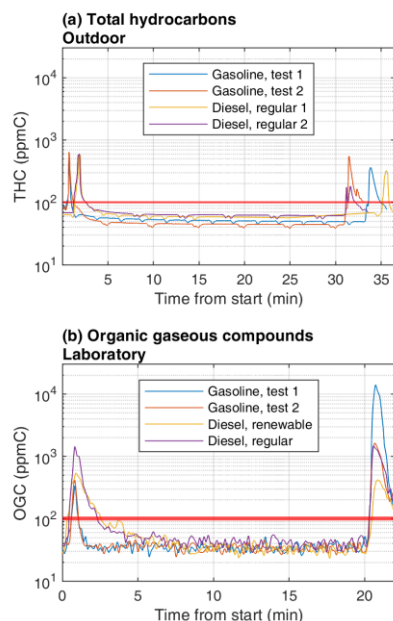 (a) Total hydrocarbons
Outdoor
Gasoline, test 1
Gasoline, test 2
Diesel, regular 1
Diesel, regular 2
THC (ppmC)
10^4
10^3
10^2
10^1
5 10 15 20 25 30 35
Time from start (min)
(b) Organic gaseous compounds
Laboratory
Gasoline, test 1
Gasoline, test 2
Diesel, renewable
Diesel, regular
OGC (ppmC)
10^4
10^3
10^2
10^1
0 5 10 15 20
Time from start (min)